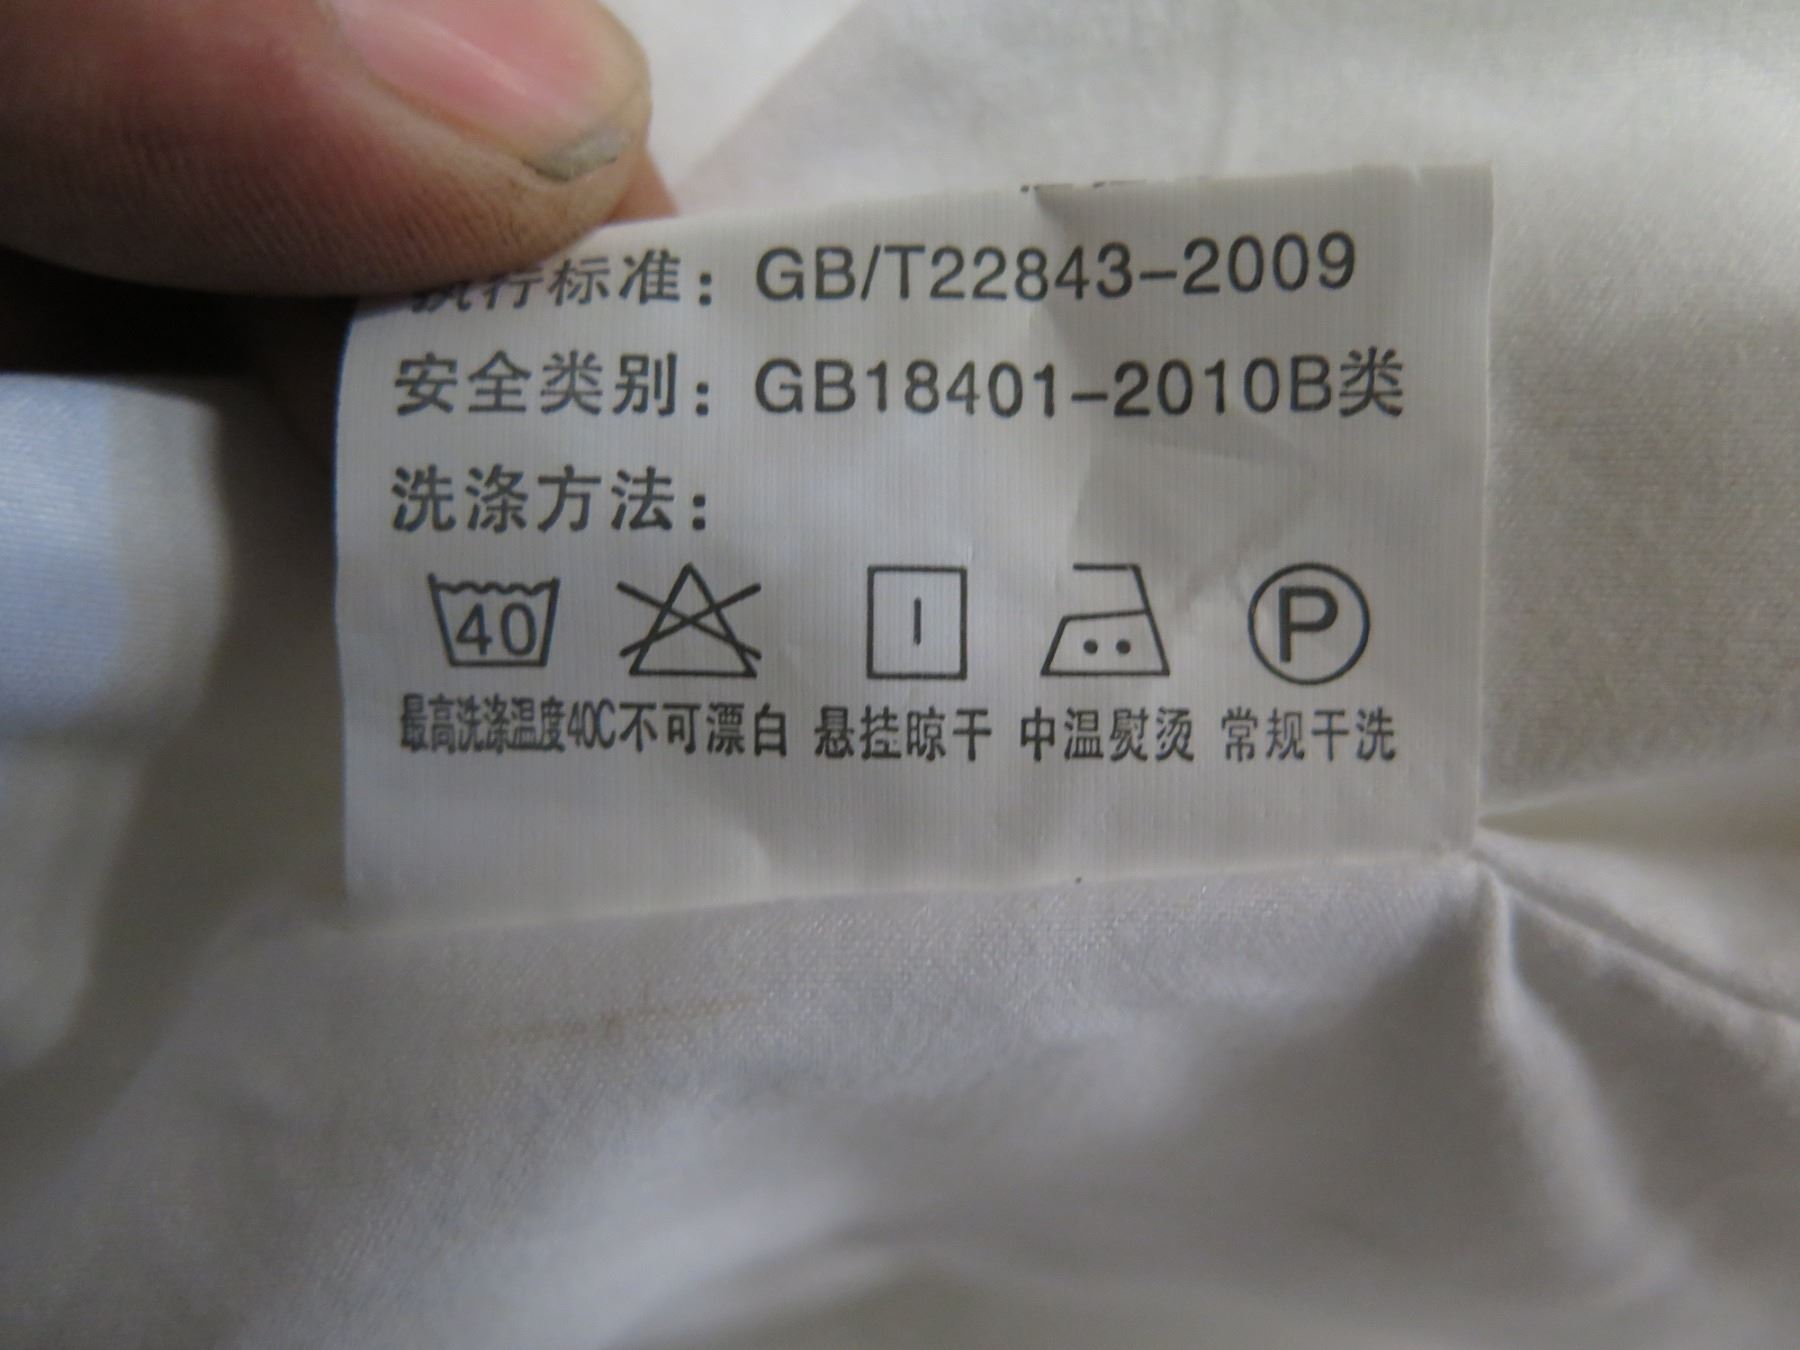 执行标准：GB/T22843-2009
安全类别：GB18401-2010B类
洗涤方法：
40 P
最高洗涤温度40C 不可漂白 悬挂晾干 中温熨烫 常规干洗